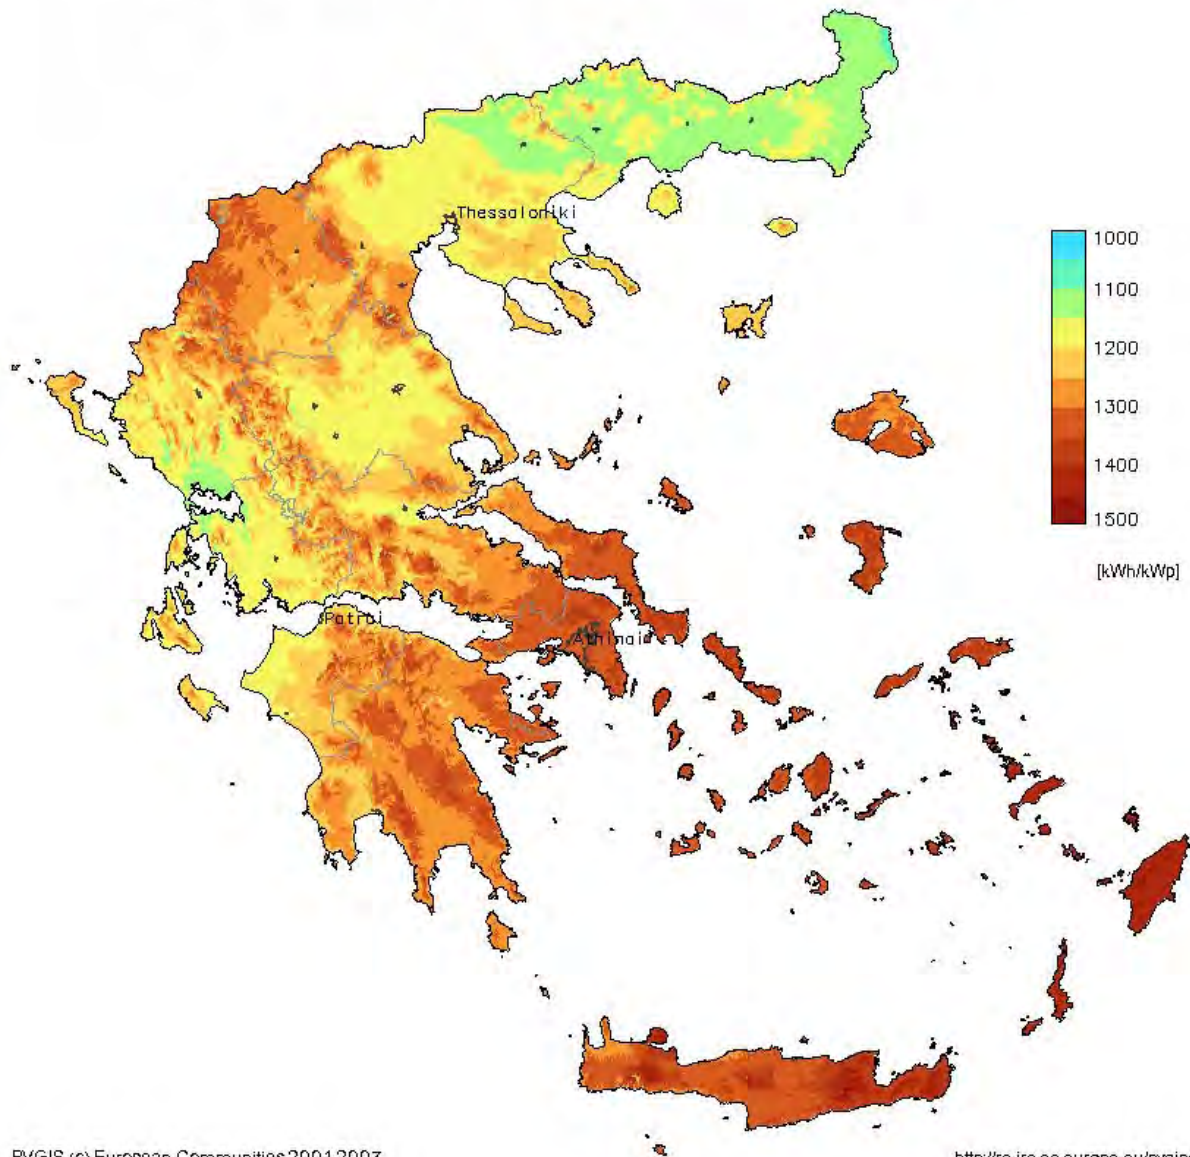 Thessaloniki
1000
1100
1200
1300
1400
1500
[kWh/kWp]
Patrai
Athinai
PVGIS (c) European Communities 2001-2007